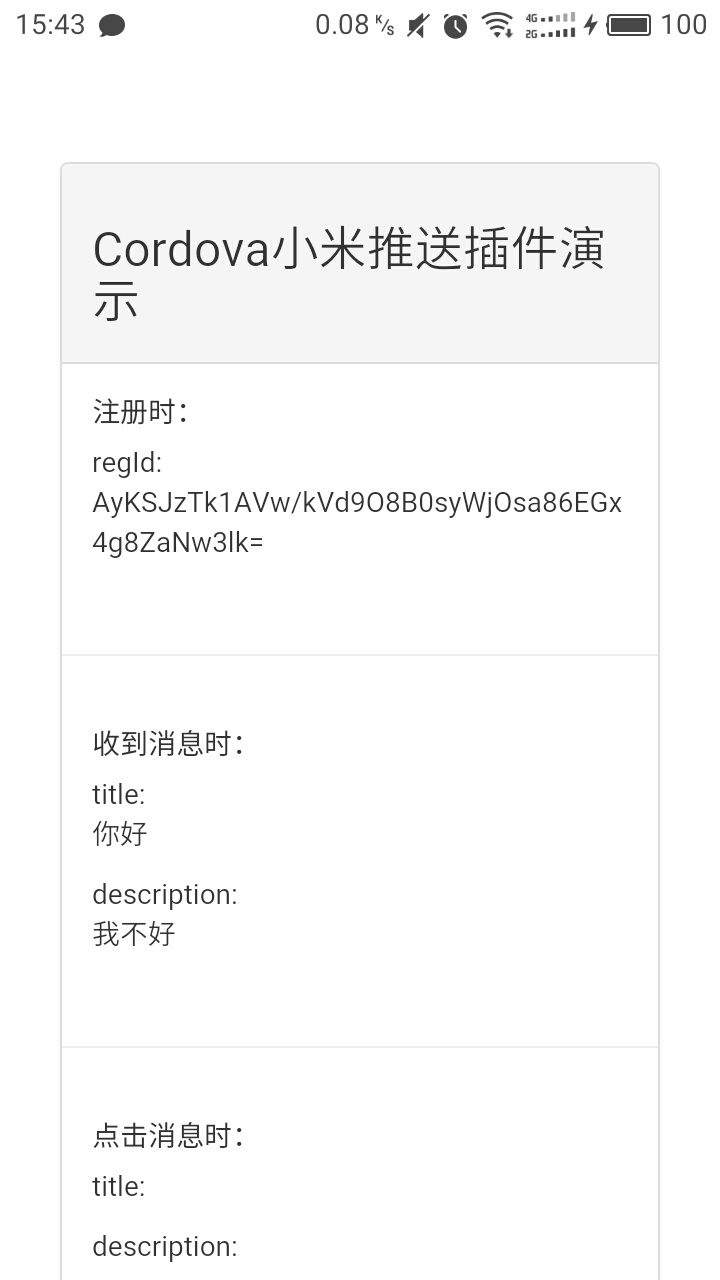 15:43
0.08 K/s 4G 2G 100
Cordova小米推送插件演
示
注册时：
regId:
AyKSJzTk1AVw/kVd9O8B0syWjOsa86EGx
4g8ZaNw3lk=
收到消息时：
title:
你好
description:
我不好
点击消息时：
title:
description: